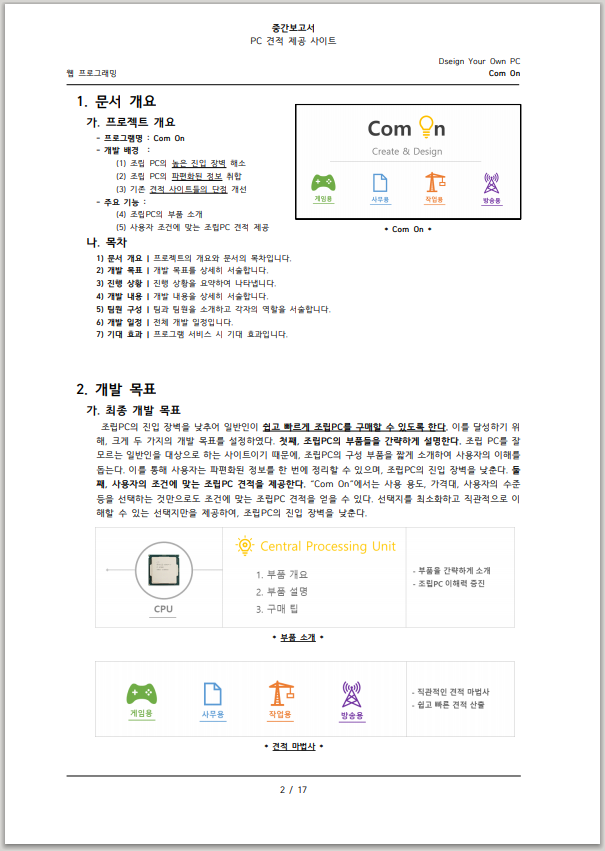 중간보고서
PC 견적 제공 사이트
Dseign Your Own PC
웹 프로그래밍
Com On
1. 문서 개요
가. 프로젝트 개요
- 프로그램명 : Com On
- 개발 배경 :
(1) 조립 PC의 높은 진입 장벽 해소
(2) 조립 PC의 파편화된 정보 취합
(3) 기존 견적 사이트들의 단점 개선
- 주요 기능 :
(4) 조립PC의 부품 소개
(5) 사용자 조건에 맞는 조립PC 견적 제공
Com On
Create & Design
게임용
사무용
작업용
방송용
• Com On •
나. 목차
1) 문서 개요 | 프로젝트의 개요와 문서의 목차입니다.
2) 개발 목표 | 개발 목표를 상세히 서술합니다.
3) 진행 상황 | 진행 상황을 요약하여 나타냅니다.
4) 개발 내용 | 개발 내용을 상세히 서술합니다.
5) 팀원 구성 | 팀과 팀원을 소개하고 각자의 역할을 서술합니다.
6) 개발 일정 | 전체 개발 일정입니다.
7) 기대 효과 | 프로그램 서비스 시 기대 효과입니다.
2. 개발 목표
가. 최종 개발 목표
조립PC의 진입 장벽을 낮추어 일반인이 쉽고 빠르게 조립PC를 구매할 수 있도록 한다. 이를 달성하기 위
해, 크게 두 가지의 개발 목표를 설정하였다. 첫째, 조립PC의 부품들을 간략하게 설명한다. 조립 PC를 잘
모르는 일반인을 대상으로 하는 사이트이기 때문에, 조립PC의 구성 부품을 짧게 소개하여 사용자의 이해를
돕는다. 이를 통해 사용자는 파편화된 정보를 한 번에 정리할 수 있으며, 조립PC의 진입 장벽을 낮춘다. 둘
째, 사용자의 조건에 맞는 조립PC 견적을 제공한다. “Com On”에서는 사용 용도, 가격대, 사용자의 수준
등을 선택하는 것만으로도 조건에 맞는 조립PC 견적을 얻을 수 있다. 선택지를 최소화하고 직관적으로 이
해할 수 있는 선택지만을 제공하여, 조립PC의 진입 장벽을 낮춘다.
CPU
Central Processing Unit
1. 부품 개요
2. 부품 설명
3. 구매 팁
- 부품을 간략하게 소개
- 조립PC 이해력 증진
• 부품 소개 •
게임용
사무용
작업용
방송용
- 직관적인 견적 마법사
- 쉽고 빠른 견적 산출
• 견적 마법사 •
2 / 17